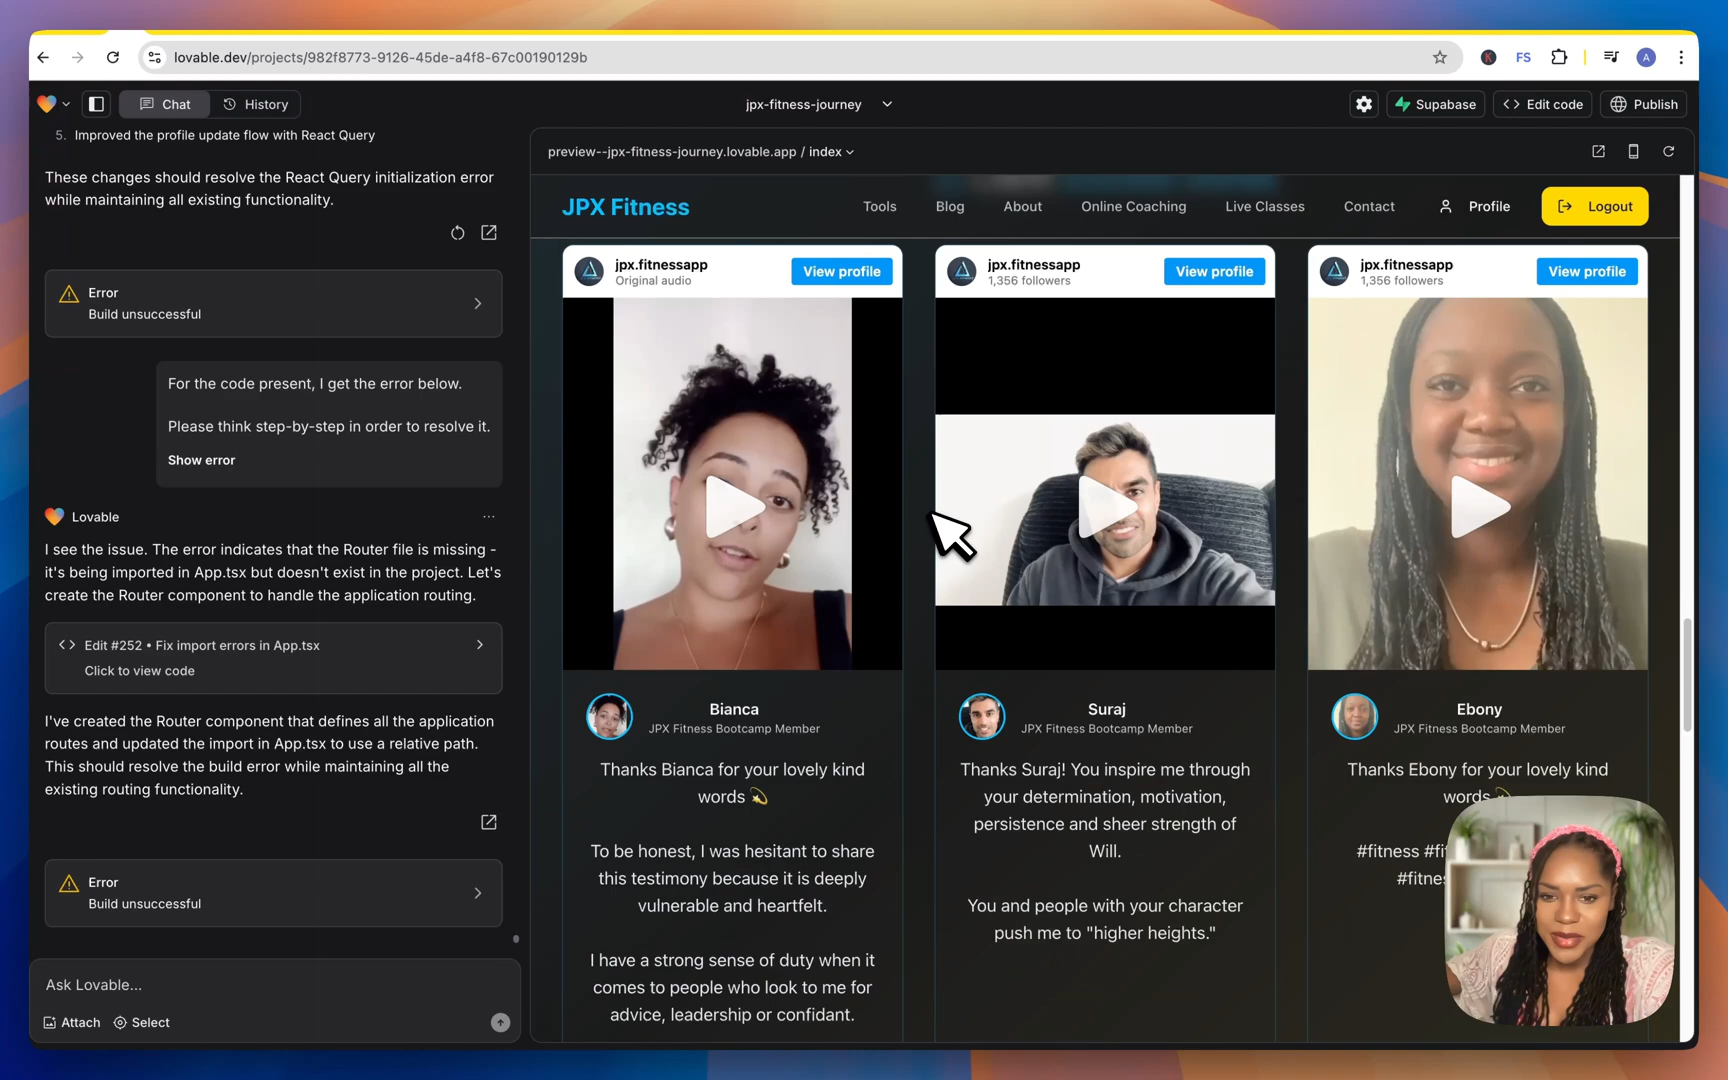 lovable.dev/projects/982f8773-9126-45de-a4f8-67c00190129b
FS
A
Chat
History
jpx-fitness-journey
Supabase
Edit code
Publish
5. Improved the profile update flow with React Query
These changes should resolve the React Query initialization error
while maintaining all existing functionality.
Error
Build unsuccessful
For the code present, I get the error below.
Please think step-by-step in order to resolve it.
Show error
Lovable
I see the issue. The error indicates that the Router file is missing -
it's being imported in App.tsx but doesn't exist in the project. Let's
create the Router component to handle the application routing.
Edit #252 • Fix import errors in App.tsx
Click to view code
I've created the Router component that defines all the application
routes and updated the import in App.tsx to use a relative path.
This should resolve the build error while maintaining all the
existing routing functionality.
Error
Build unsuccessful
Ask Lovable...
Attach
Select
preview--jpx-fitness-journey.lovable.app / index
JPX Fitness
Tools
Blog
About
Online Coaching
Live Classes
Contact
Profile
Logout
jpx.fitnessapp
Original audio
View profile
Bianca
JPX Fitness Bootcamp Member
Thanks Bianca for your lovely kind
words 💫
To be honest, I was hesitant to share
this testimony because it is deeply
vulnerable and heartfelt.
I have a strong sense of duty when it
comes to people who look to me for
advice, leadership or confidant.
jpx.fitnessapp
1,356 followers
View profile
Suraj
JPX Fitness Bootcamp Member
Thanks Suraj! You inspire me through
your determination, motivation,
persistence and sheer strength of
Will.
You and people with your character
push me to "higher heights."
jpx.fitnessapp
1,356 followers
View profile
Ebony
JPX Fitness Bootcamp Member
Thanks Ebony for your lovely kind
words
#fitness